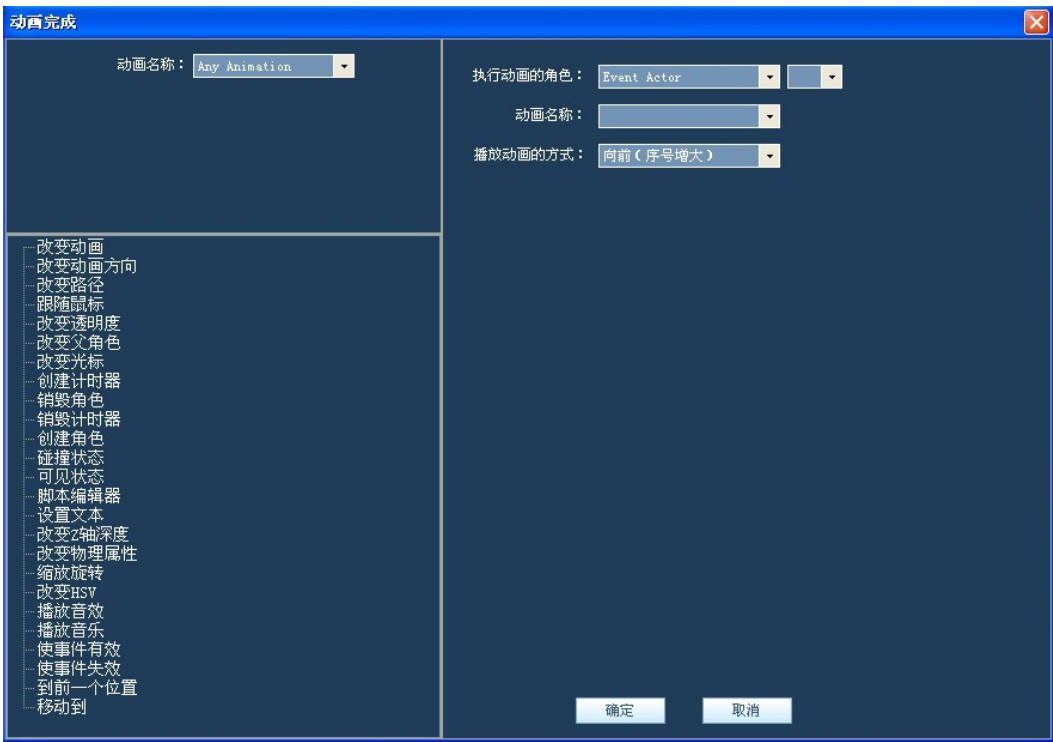 动画完成
动画名称： Any Animation
执行动画的角色： Event Actor
动画名称：
播放动画的方式： 向前（序号增大）
改变动画
改变动画方向
改变路径
跟随鼠标
改变透明度
改变父角色
改变光标
创建计时器
销毁角色
销毁计时器
创建角色
碰撞状态
可见状态
脚本编辑器
设置文本
改变Z轴深度
改变物理属性
缩放旋转
改变HSV
播放音效
播放音乐
使事件有效
使事件失效
到前一个位置
移动到
确定
取消